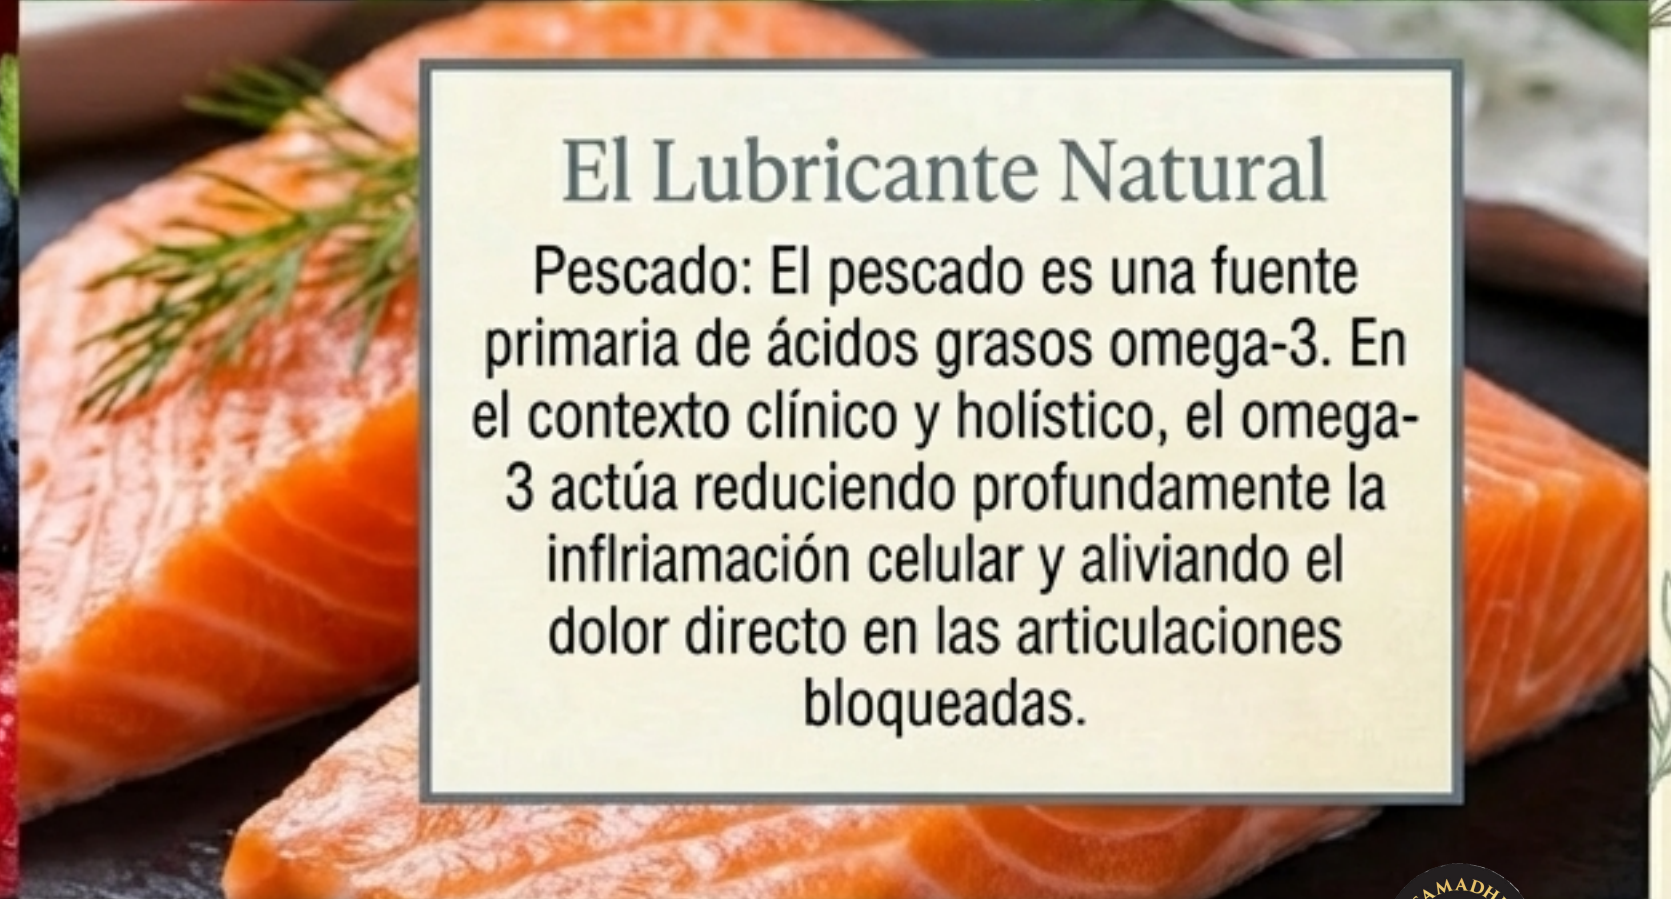 El Lubricante Natural
Pescado: El pescado es una fuente
primaria de ácidos grasos omega-3. En
el contexto clínico y holístico, el omega-
3 actúa reduciendo profundamente la
inflriamación celular y aliviando el
dolor directo en las articulaciones
bloqueadas.